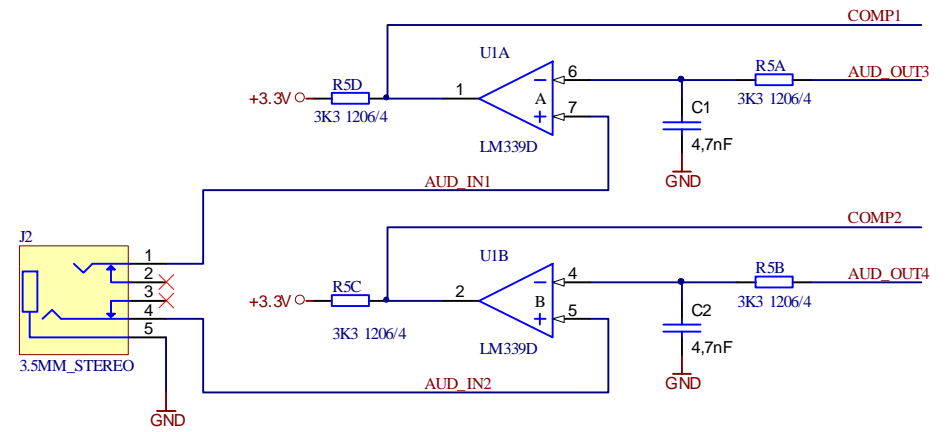 COMP1
U1A
R5D
+3.3V
3K3 1206/4
1
6
7
A
LM339D
R5A
AUD_OUT3
3K3 1206/4
C1
4,7nF
GND
AUD_IN1
COMP2
J2
1
2
3
4
5
3.5MM_STEREO
GND
U1B
R5C
+3.3V
3K3 1206/4
2
4
5
B
LM339D
R5B
AUD_OUT4
3K3 1206/4
C2
4,7nF
GND
AUD_IN2